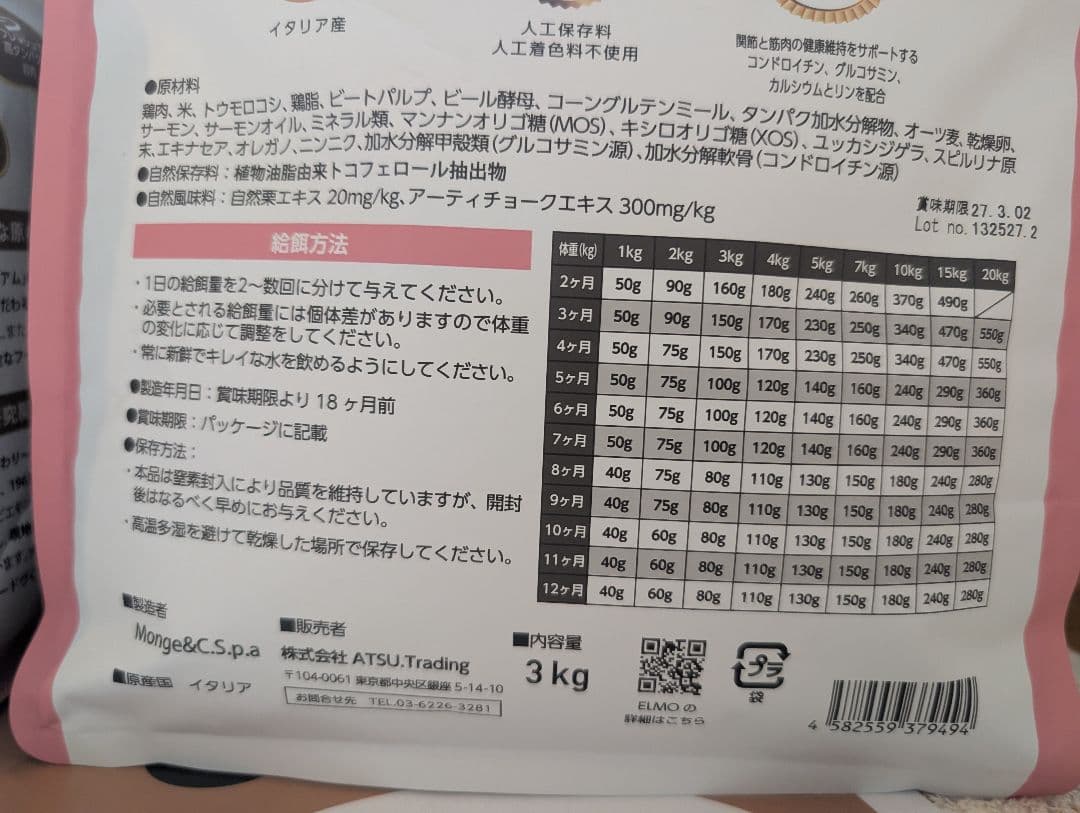 イタリア産
人工保存料
人工着色料不使用
関節と筋肉の健康維持をサポートする
コンドロイチン、グルコサミン、
カルシウムとリンを配合
●原材料
鶏肉、米、トウモロコシ、鶏脂、ビートパルプ、ビール酵母、コーングルテンミール、タンパク加水分解物、オーツ麦、乾燥卵、
サーモン、サーモンオイル、ミネラル類、マンナンオリゴ糖(MOS)、キシロオリゴ糖(XOS)、ユッカシジゲラ、スピルリナ原
末、エキナセア、オレガノ、ニンニク、加水分解甲殻類(グルコサミン源)、加水分解軟骨(コンドロイチン源)
●自然保存料：植物油脂由来トコフェロール抽出物
●自然風味料：自然栗エキス 20mg/kg、アーティチョークエキス 300mg/kg
賞味期限27.3.02
Lot no.132527.2
給餌方法
・1日の給餌量を2〜数回に分けて与えてください。
・必要とされる給餌量には個体差がありますので体重
の変化に応じて調整をしてください。
・常に新鮮でキレイな水を飲めるようにしてください。
●製造年月日：賞味期限より 18 ヶ月前
●賞味期限：パッケージに記載
●保存方法：
・本品は窒素封入により品質を維持していますが、開封
後はなるべく早めにお与えください。
・高温多湿を避けて乾燥した場所で保存してください。
体重(kg) 1kg 2kg 3kg 4kg 5kg 7kg 10kg 15kg 20kg
2ヶ月 50g 90g 160g 180g 240g 260g 370g 490g
3ヶ月 50g 90g 150g 170g 230g 250g 340g 470g 550g
4ヶ月 50g 75g 150g 170g 230g 250g 340g 470g 550g
5ヶ月 50g 75g 100g 120g 140g 160g 240g 290g 360g
6ヶ月 50g 75g 100g 120g 140g 160g 240g 290g 360g
7ヶ月 50g 75g 100g 120g 140g 160g 240g 290g 360g
8ヶ月 40g 75g 80g 110g 130g 150g 180g 240g 280g
9ヶ月 40g 75g 80g 110g 130g 150g 180g 240g 280g
10ヶ月 40g 60g 80g 110g 130g 150g 180g 240g 280g
11ヶ月 40g 60g 80g 110g 130g 150g 180g 240g 280g
12ヶ月 40g 60g 80g 110g 130g 150g 180g 240g 280g
■製造者
Monge&C.S.p.a
■原産国 イタリア
■販売者
株式会社 ATSU.Trading
〒104-0061 東京都中央区銀座 5-14-10
お問合せ先 TEL.03-6226-3281
■内容量
3 kg
ELMO の
詳細はこちら
プラ
袋
4 582559 379494